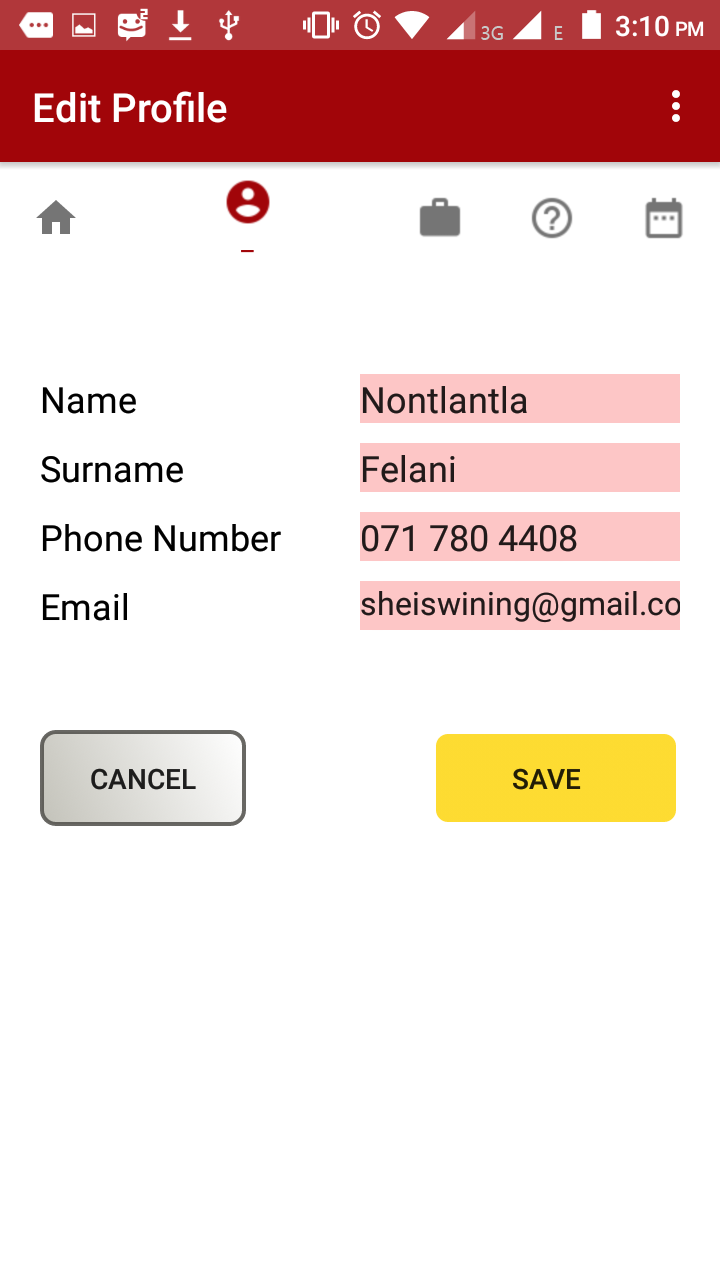 3G E 3:10 PM
Edit Profile
Name Nontlantla
Surname Felani
Phone Number 071 780 4408
Email sheiswining@gmail.co
CANCEL SAVE